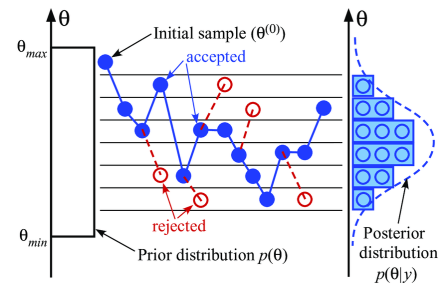 θ
θmax
Initial sample (θ(0))
accepted
rejected
θmin
Prior distribution p(θ)
θ
Posterior
distribution
p(θ|y)